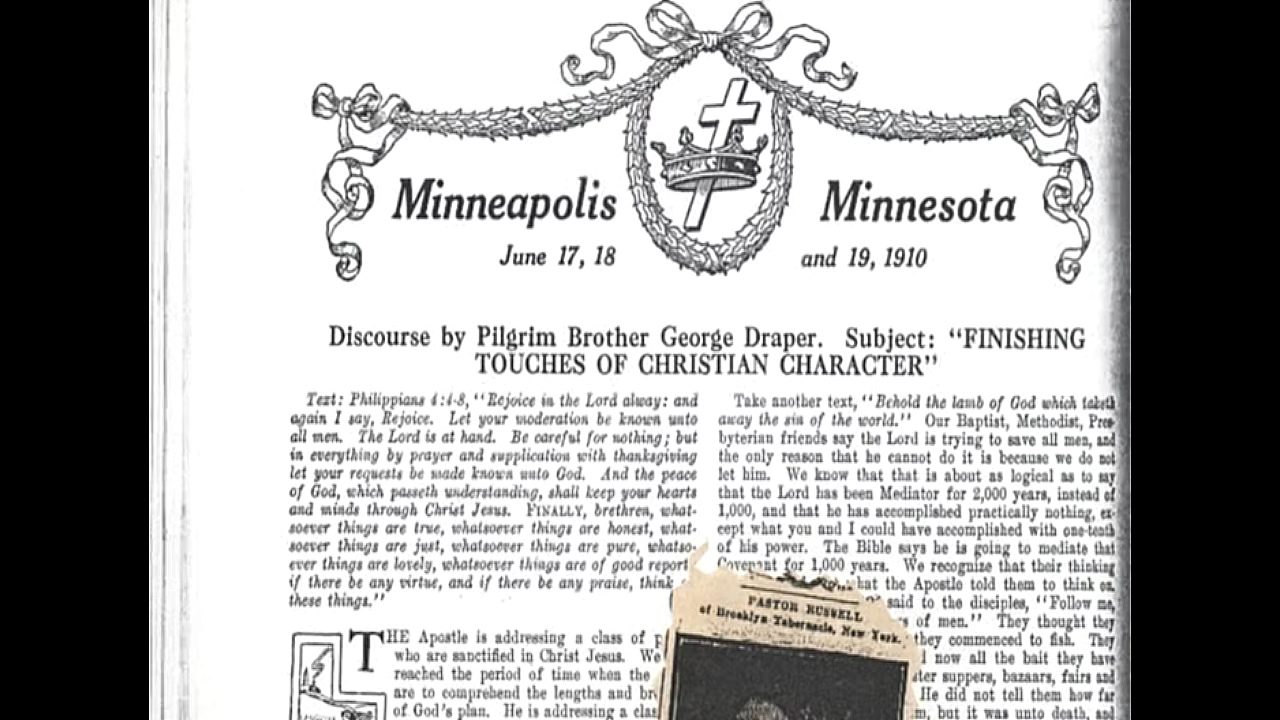 Minneapolis Minnesota
June 17, 18 and 19, 1910
Discourse by Pilgrim Brother George Draper. Subject: "FINISHING
TOUCHES OF CHRISTIAN CHARACTER"
Text: Philippians 4:4-8, "Rejoice in the Lord alway: and
again I say, Rejoice. Let your moderation be known unto
all men. The Lord is at hand. Be careful for nothing; but
in everything by prayer and supplication with thanksgiving
let your requests be made known unto God. And the peace
of God, which passeth understanding, shall keep your hearts
and minds through Christ Jesus. FINALLY, brethren, what-
soever things are true, whatsoever things are honest, what-
soever things are just, whatsoever things are pure, whatso-
ever things are lovely, whatsoever things are of good report
if there be any virtue, and if there be any praise, think
these things."
THE Apostle is addressing a class of p
who are sanctified in Christ Jesus. We
reached the period of time when the
are to comprehend the lengths and br
of God's plan. He is addressing a clas
Take another text, "Behold the lamb of God which taketh
away the sin of the world." Our Baptist, Methodist, Pres-
byterian friends say the Lord is trying to save all men, and
the only reason that he cannot do it is because we do not
let him. We know that that is about as logical as to say
that the Lord has been Mediator for 2,000 years, instead of
1,000, and that he has accomplished practically nothing, ex-
cept what you and I could have accomplished with one-tenth
of his power. The Bible says he is going to mediate that
Covenant for 1,000 years. We recognize that their thinking
hat the Apostle told them to think on.
said to the disciples, "Follow me,
s of men." They thought they
they commenced to fish. They
l now all the bait they have
ter suppers, bazaars, fairs and
He did not tell them how far
m, but it was unto death, and
PASTOR RUSSELL
of Brooklyn Tabernacle, New York.